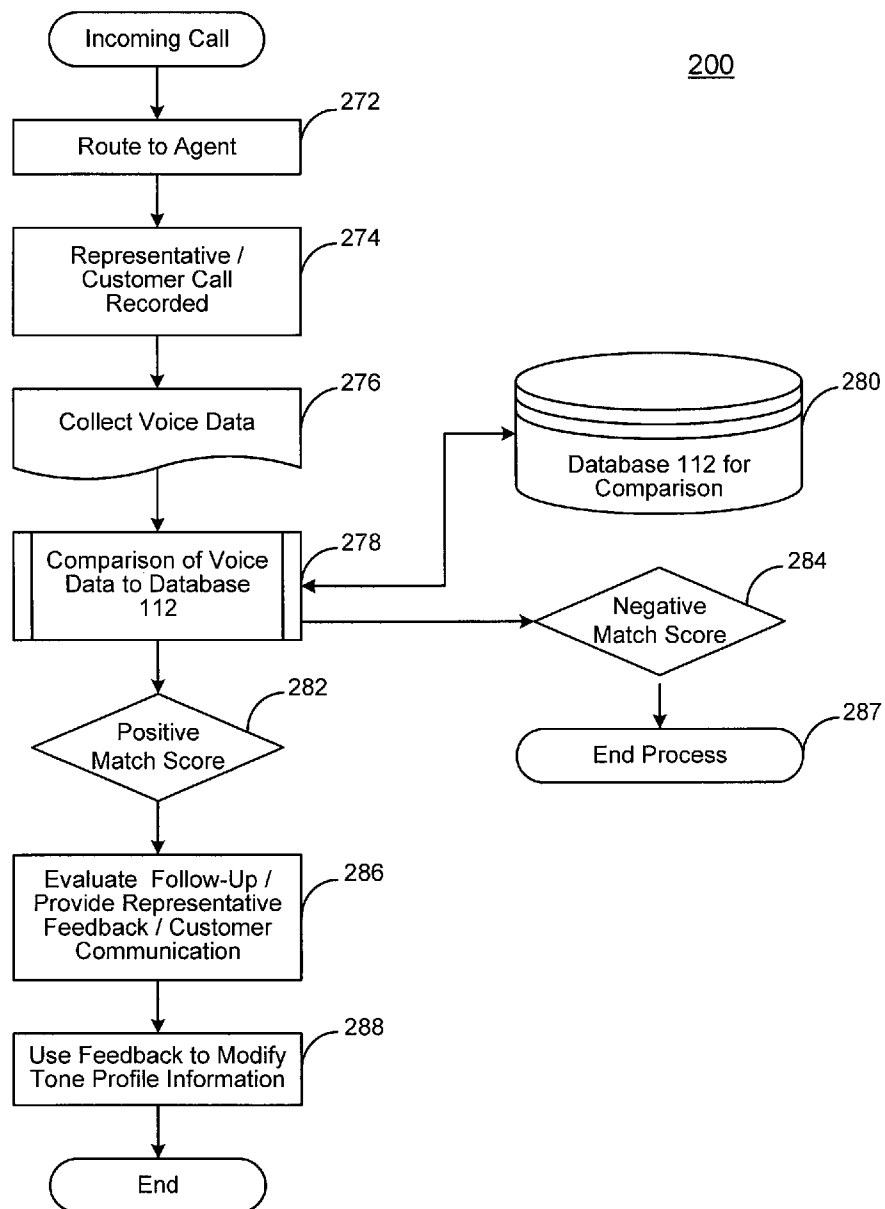 Incoming Call
200
272
Route to Agent
274
Representative /
Customer Call
Recorded
276
Collect Voice Data
280
Database 112 for
Comparison
278
Comparison of Voice
Data to Database
112
284
Negative
Match Score
282
Positive
Match Score
287
End Process
286
Evaluate Follow-Up /
Provide Representative
Feedback / Customer
Communication
288
Use Feedback to Modify
Tone Profile Information
End